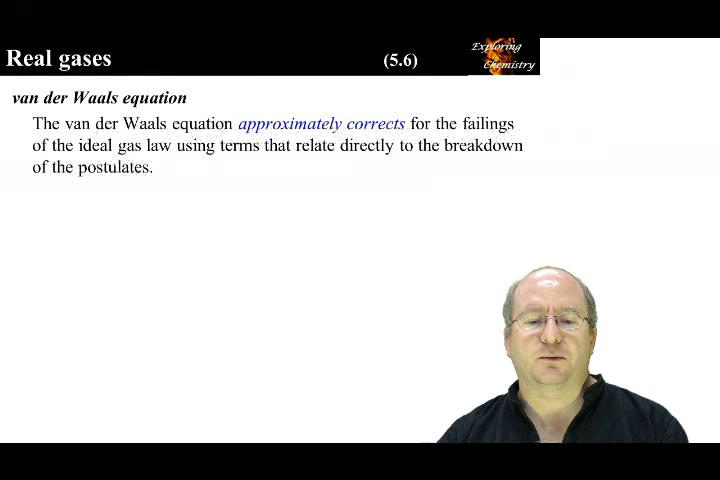 Real gases
(5.6)
Exploring
Chemistry
van der Waals equation
The van der Waals equation approximately corrects for the failings
of the ideal gas law using terms that relate directly to the breakdown
of the postulates.